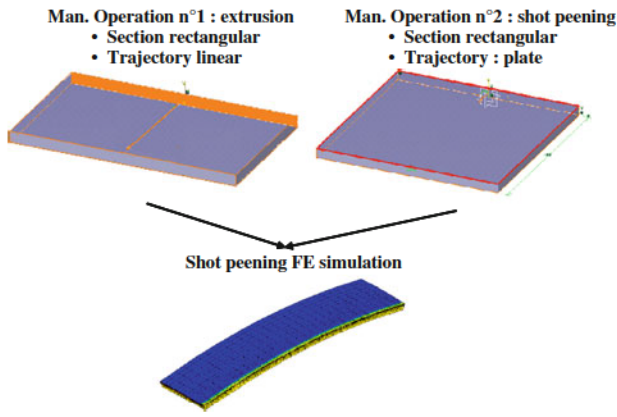 Man. Operation n°1 : extrusion
• Section rectangular
• Trajectory linear
Man. Operation n°2 : shot peening
• Section rectangular
• Trajectory : plate
Shot peening FE simulation